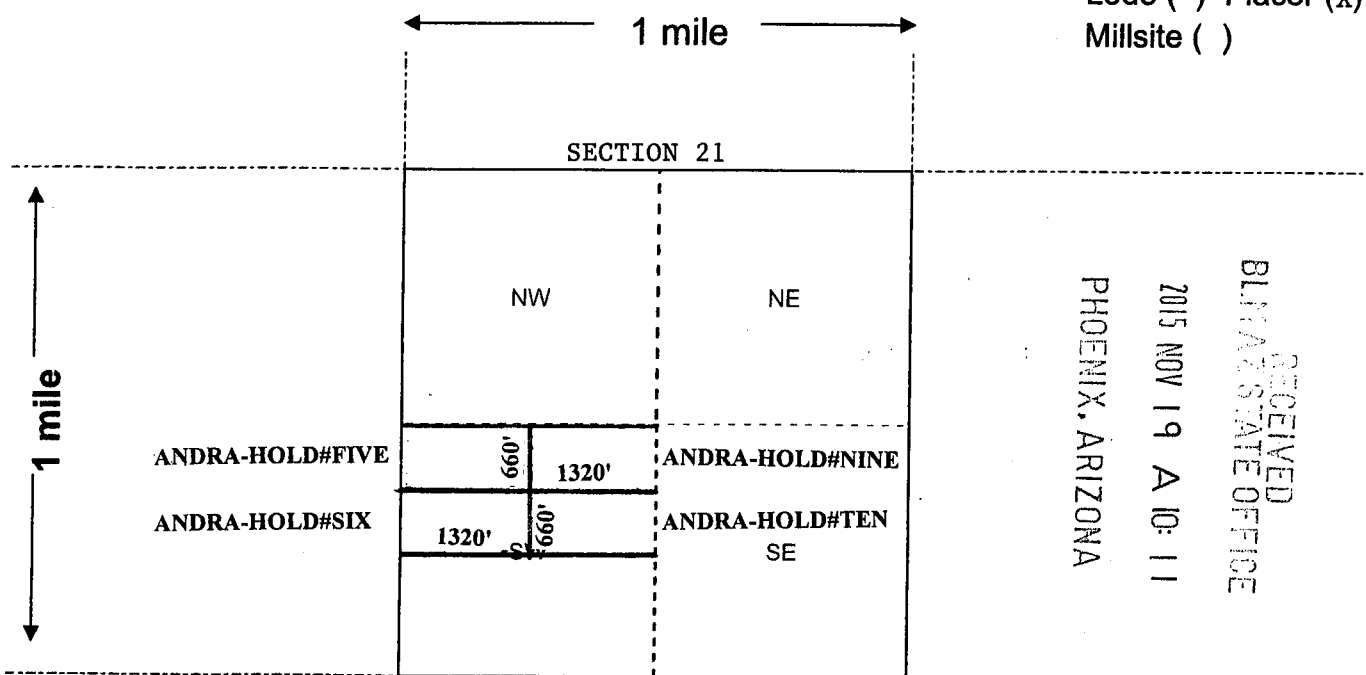 1 mile
Lode ( ) Placer (x)
Millsite ( )
SECTION 21
1 mile
NW
NE
ANDRA-HOLD#FIVE
660'
1320'
ANDRA-HOLD#NINE
ANDRA-HOLD#SIX
1320'
660'
ANDRA-HOLD#TEN
SE
RECEIVED
BLM AZ STATE OFFICE
2015 NOV 19 A 10: 11
PHOENIX, ARIZONA